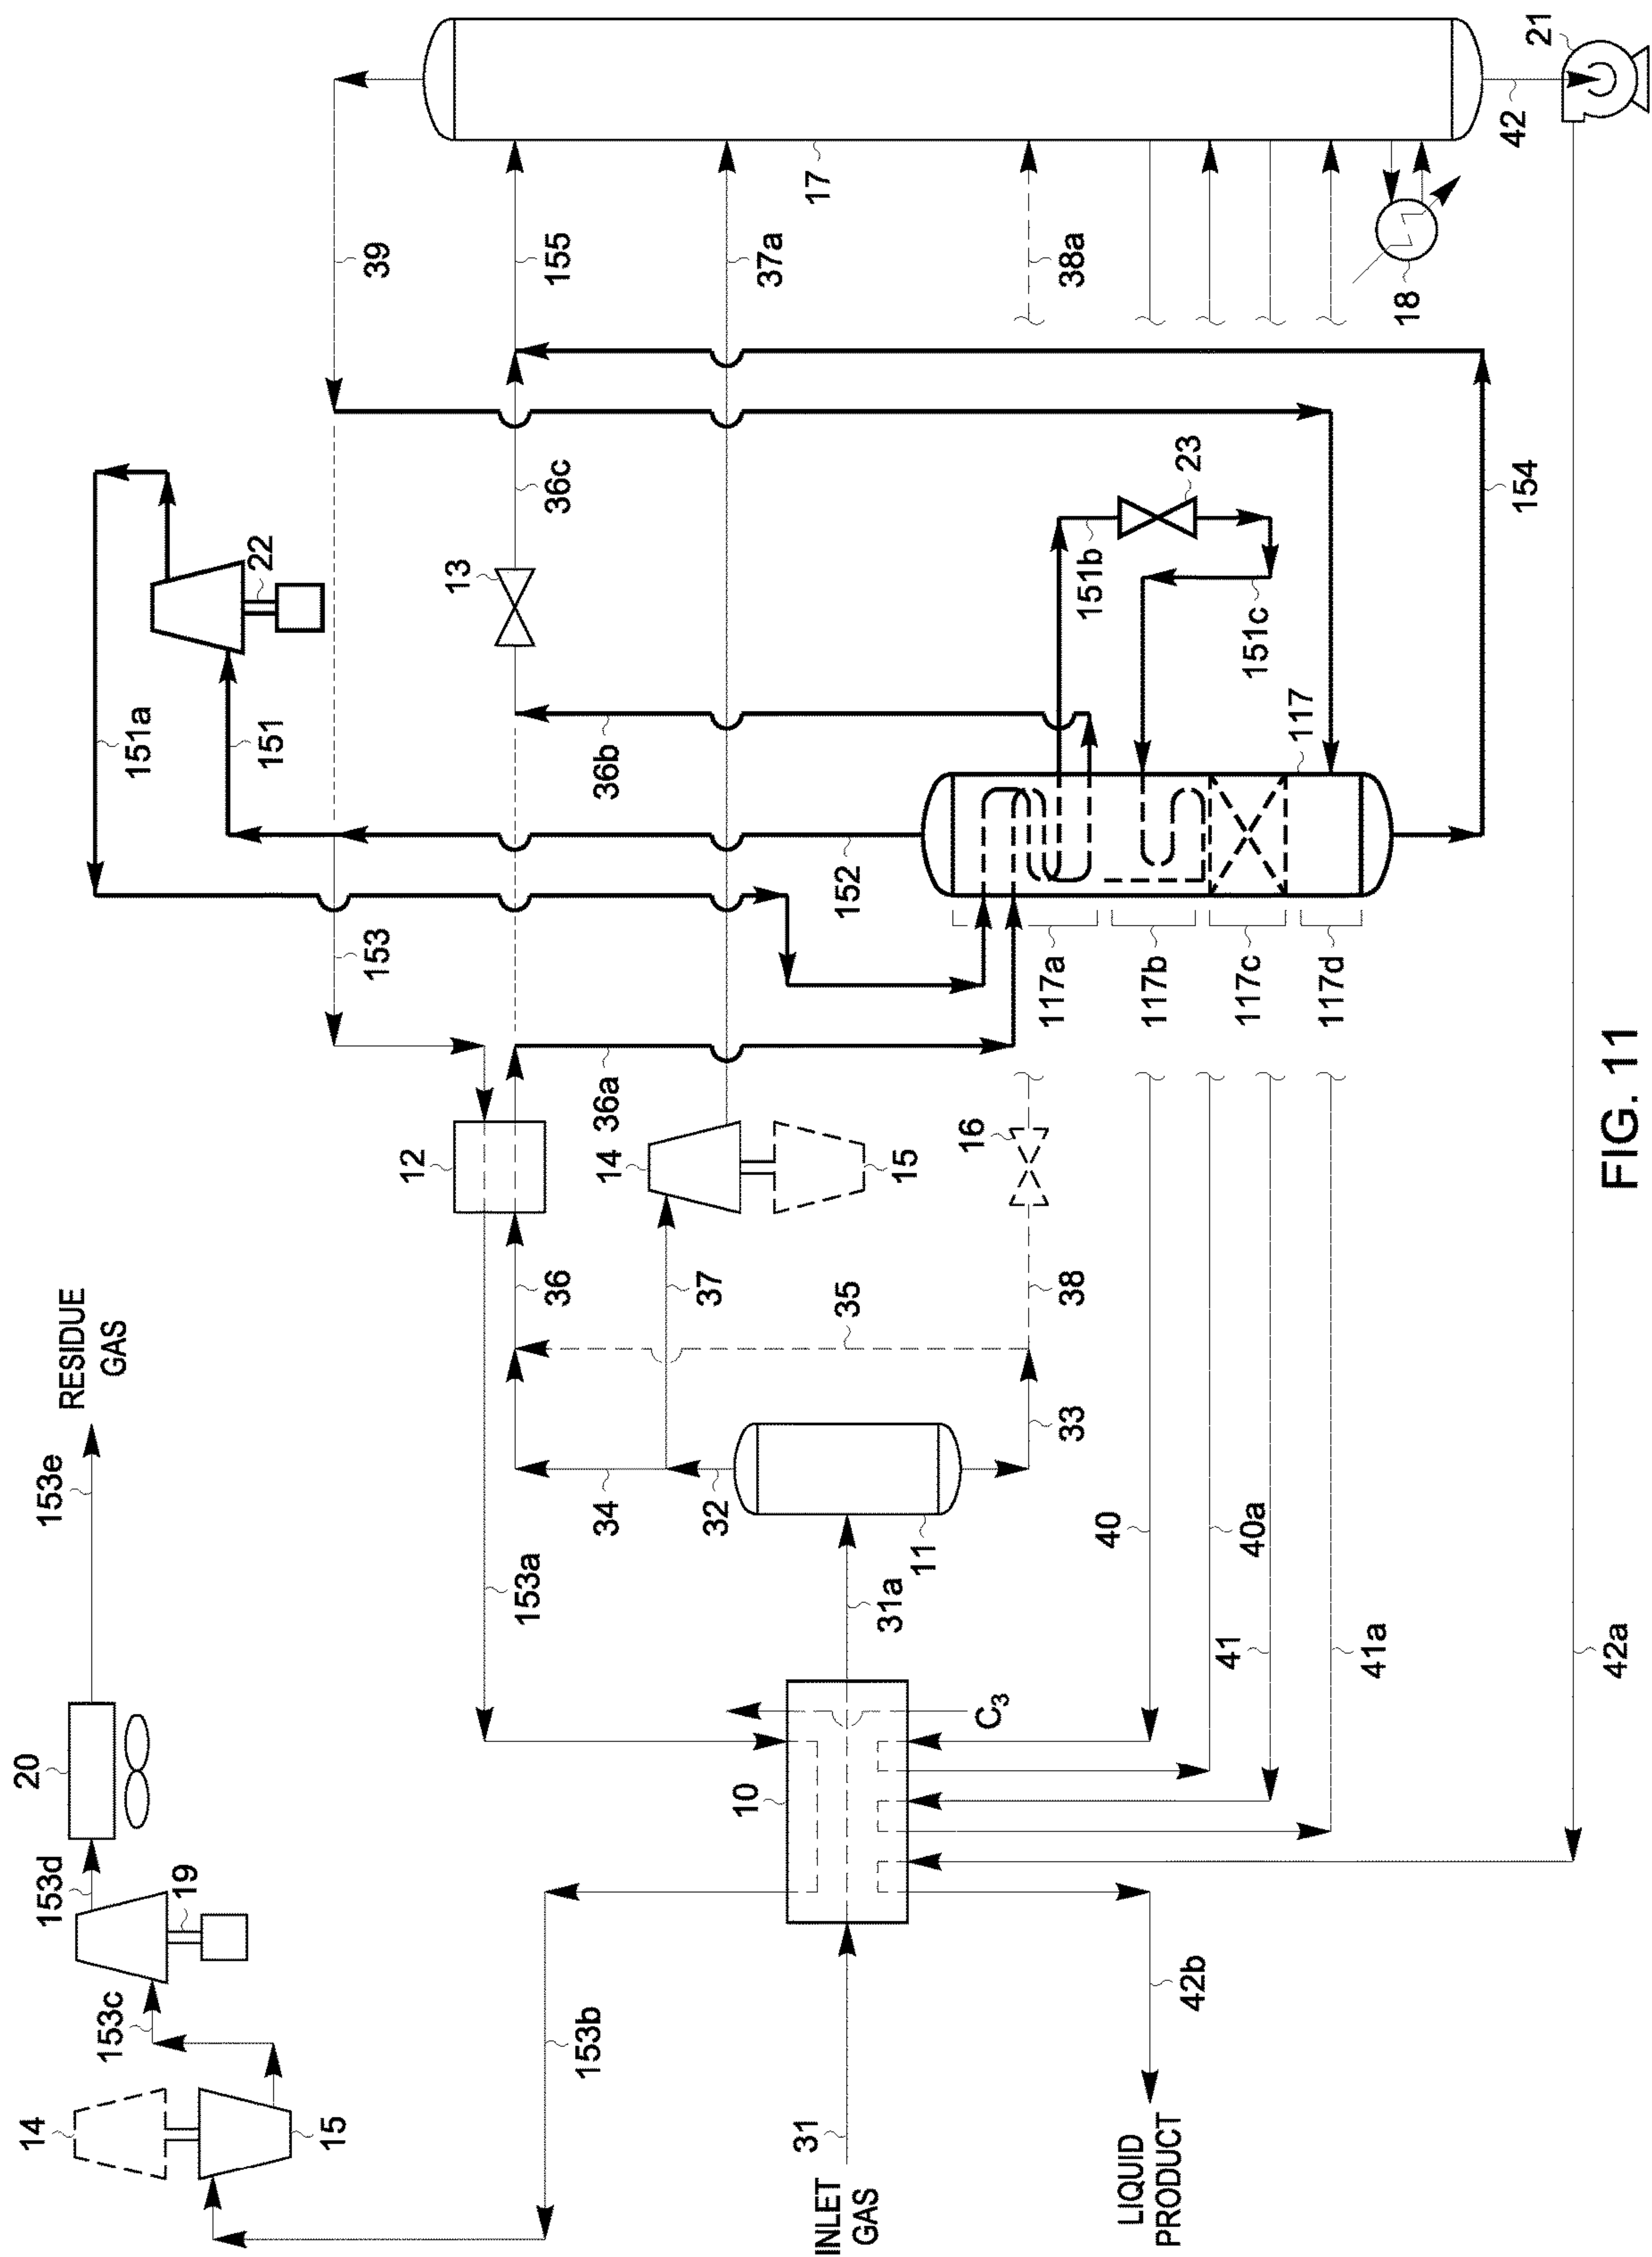 RESIDUE
GAS
153e
20
153d
19
153c
14
15
153b
153a
12
36
36a
34
35
37
14
15
32
33
38
16
11
31a
10
C3
31
INLET
GAS
LIQUID
PRODUCT
42b
40
40a
41
41a
42a
151a
151
22
153
152
36b
13
36c
39
155
37a
38a
17
18
42
21
151b
23
151c
117
117a
117b
117c
117d
154
FIG. 11